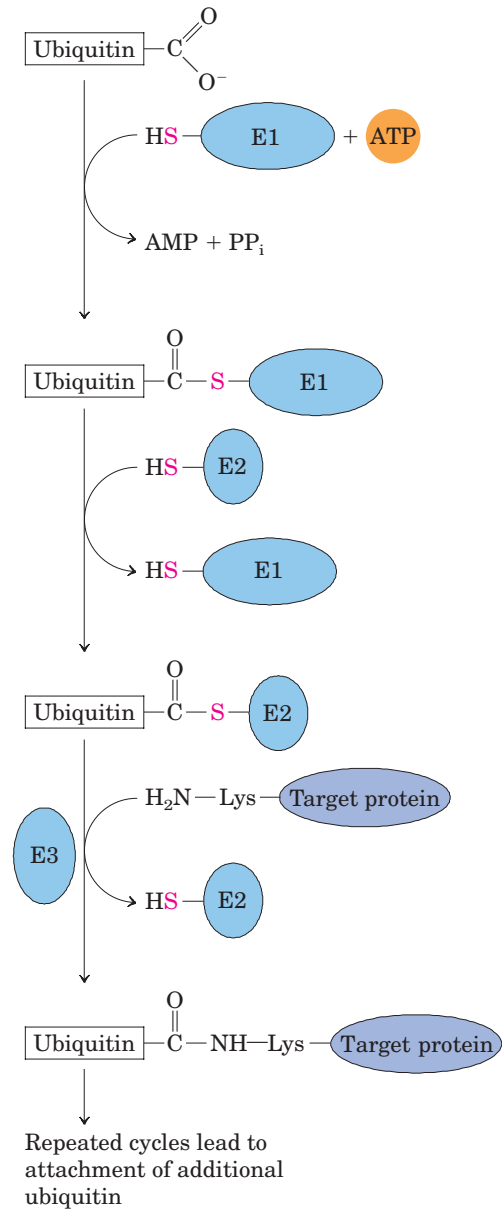 O
Ubiquitin C
O⁻
HS E1 + ATP
AMP + PPᵢ
O
Ubiquitin C S E1
HS E2
HS E1
O
Ubiquitin C S E2
H₂N Lys Target protein
E3
HS E2
O
Ubiquitin C NH Lys Target protein
Repeated cycles lead to
attachment of additional
ubiquitin